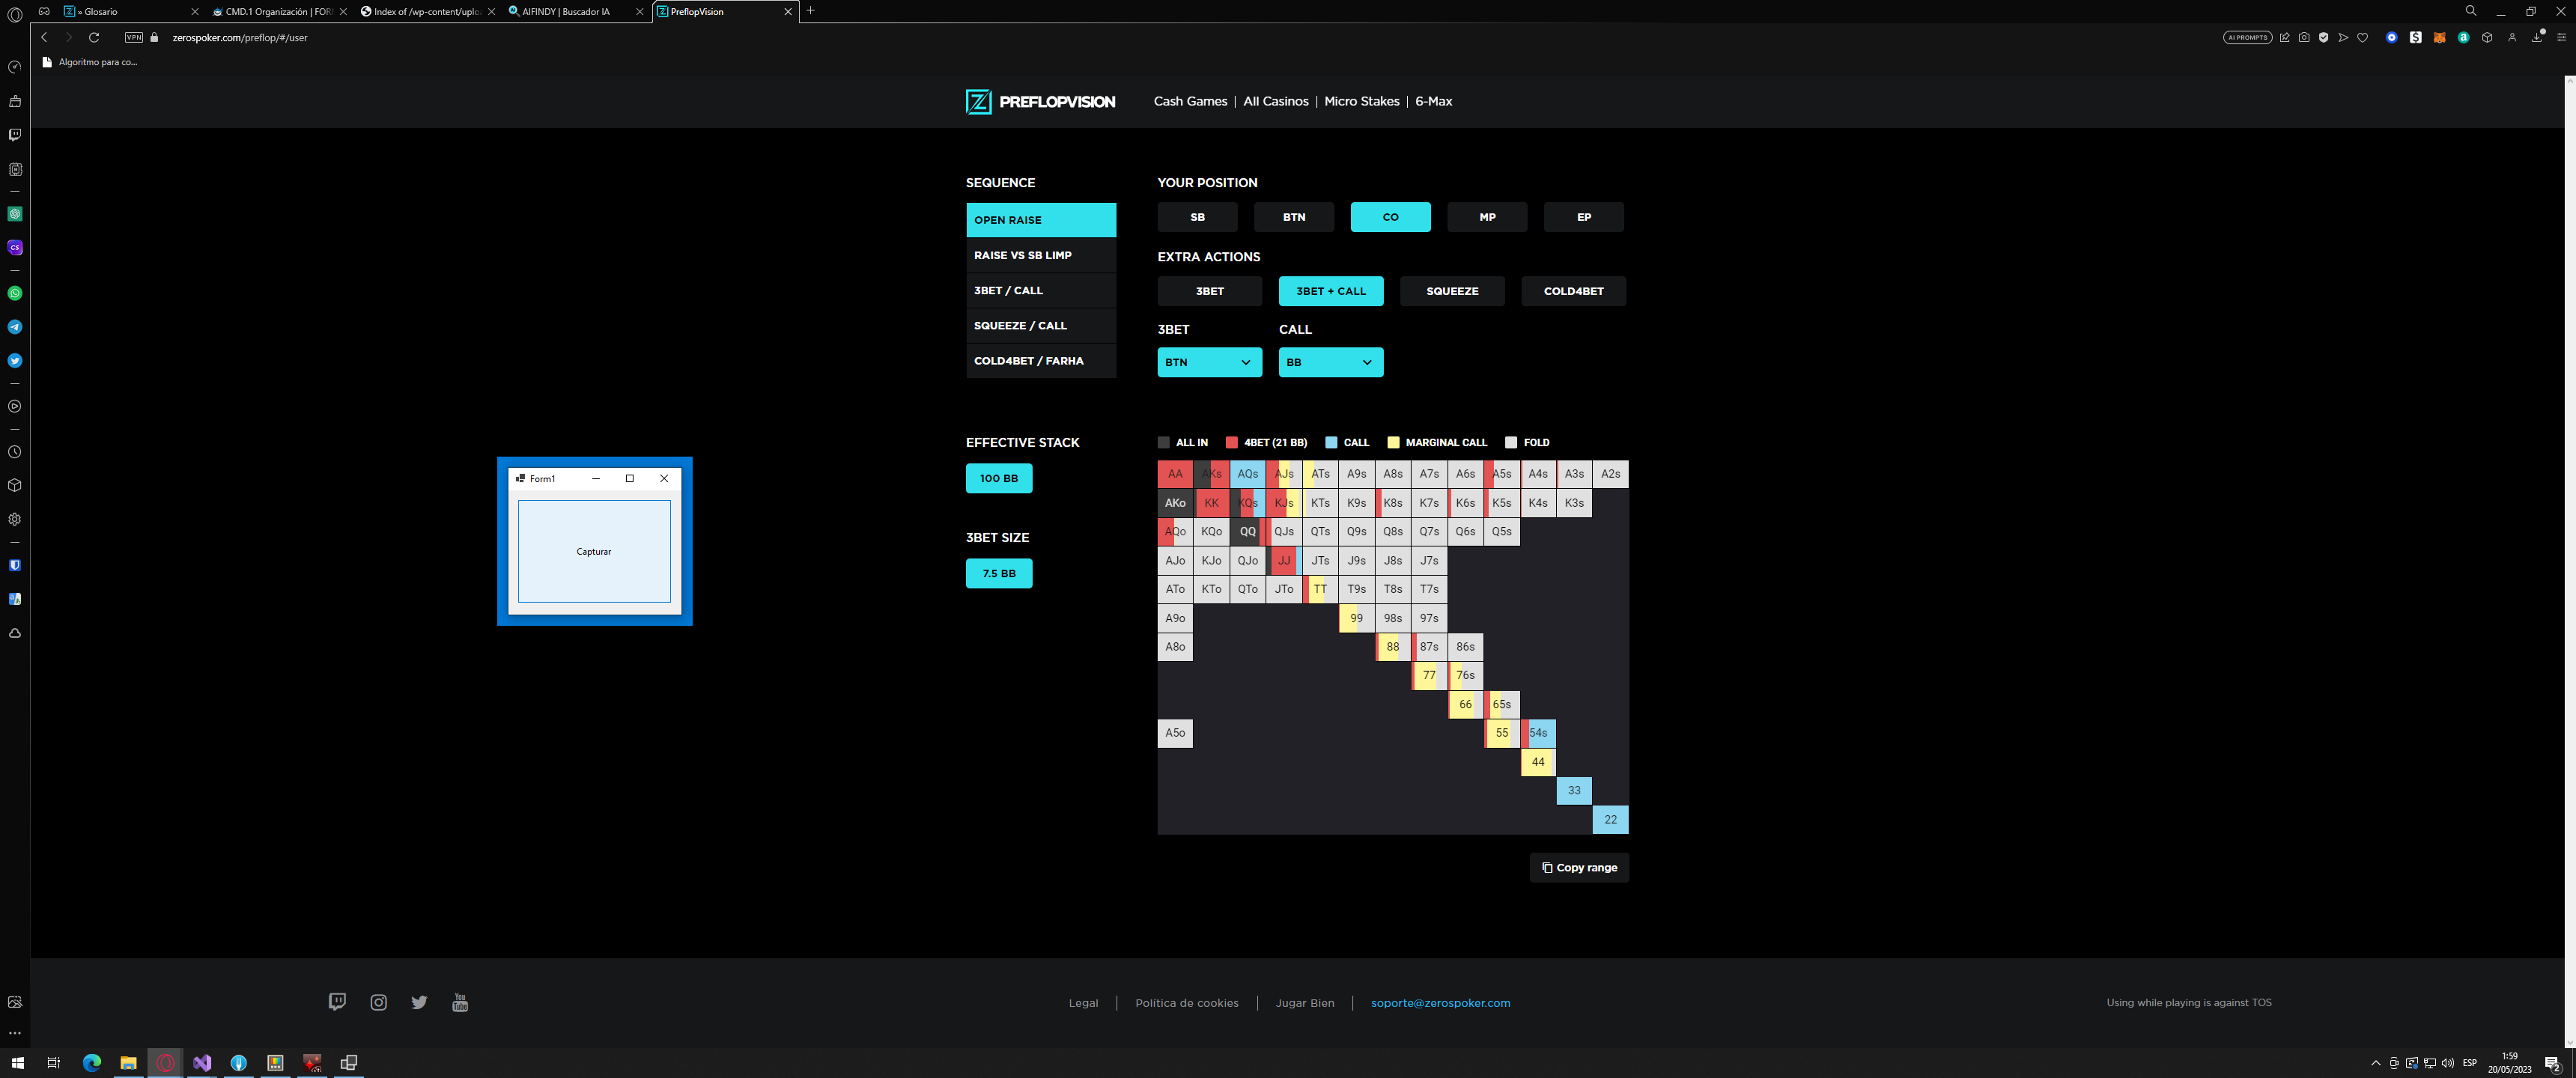 » Glosario
CMD.1 Organización | FOR
Index of /wp-content/uplo
AIFINDY | Buscador IA
PreflopVision
VPN
zerospoker.com/preflop/#/user
AI PROMPTS
Algoritmo para co...
PREFLOPVISION
Cash Games | All Casinos | Micro Stakes | 6-Max
SEQUENCE
OPEN RAISE
RAISE VS SB LIMP
3BET / CALL
SQUEEZE / CALL
COLD4BET / FARHA
YOUR POSITION
SB BTN CO MP EP
EXTRA ACTIONS
3BET 3BET + CALL SQUEEZE COLD4BET
3BET CALL
BTN BB
EFFECTIVE STACK
100 BB
3BET SIZE
7.5 BB
ALL IN 4BET (21 BB) CALL MARGINAL CALL FOLD
AA AKs AQs AJs ATs A9s A8s A7s A6s A5s A4s A3s A2s
AKo KK KQs KJs KTs K9s K8s K7s K6s K5s K4s K3s
AQo KQo QQ QJs QTs Q9s Q8s Q7s Q6s Q5s
AJo KJo QJo JJ JTs J9s J8s J7s
ATo KTo QTo JTo TT T9s T8s T7s
A9o 99 98s 97s
A8o 88 87s 86s
77 76s
66 65s
A5o 55 54s
44
33
22
Copy range
Form1
Capturar
Legal | Política de cookies | Jugar Bien | soporte@zerospoker.com
Using while playing is against TOS
ESP
1:59
20/05/2023
2